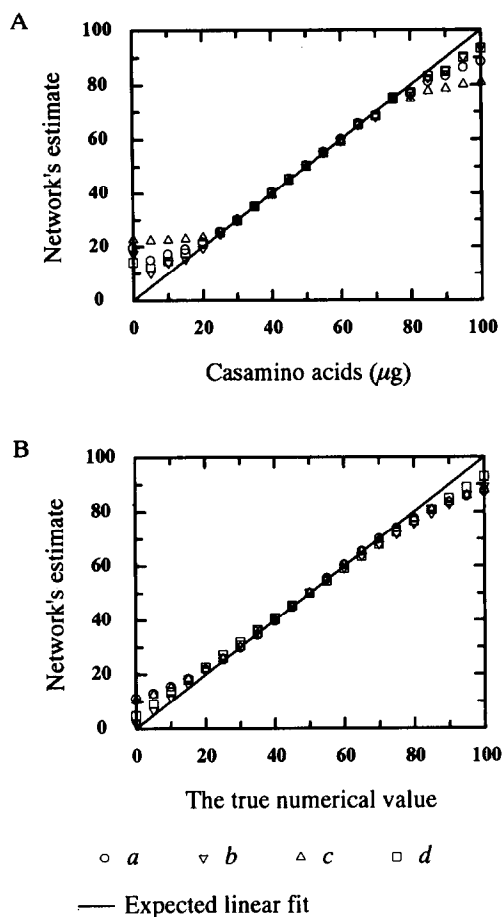 A
100
80
60
40
20
0
Network's estimate
0 20 40 60 80 100
Casamino acids (μg)
B
100
80
60
40
20
0
Network's estimate
0 20 40 60 80 100
The true numerical value
a b c d
Expected linear fit